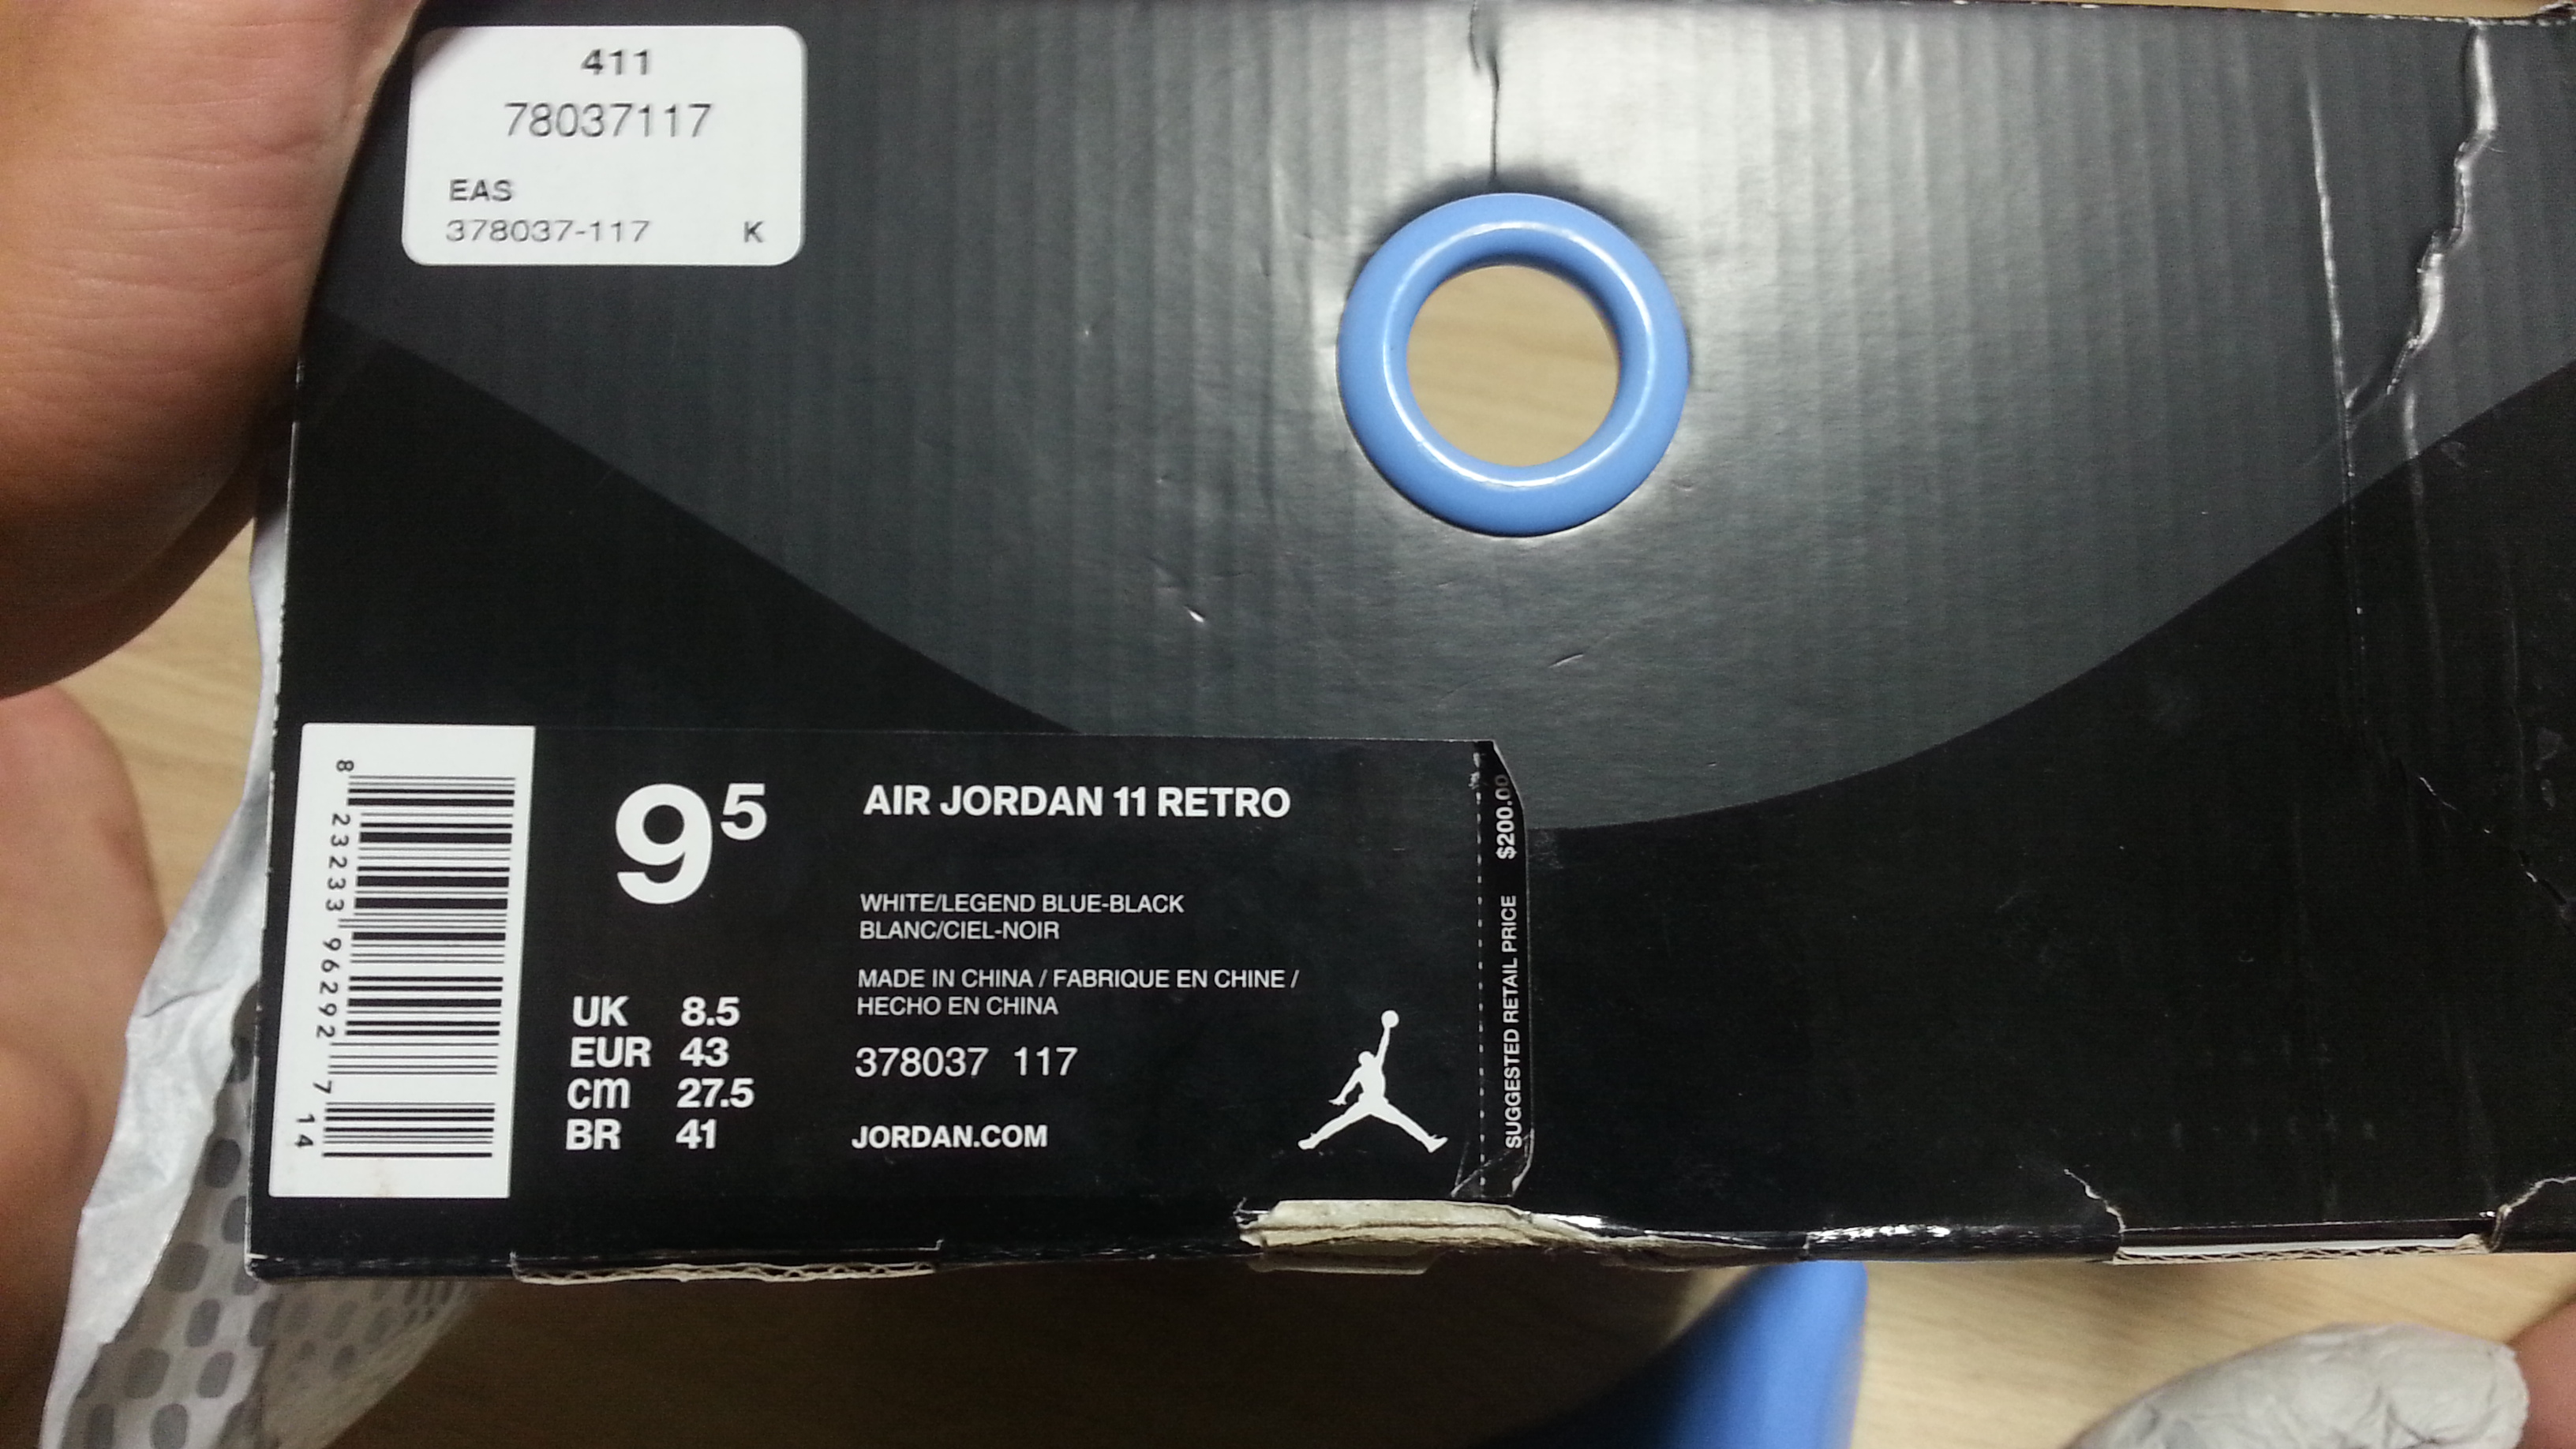 411
78037117
EAS
378037-117 K
8 23233 96292 7 14
9⁵
UK 8.5
EUR 43
cm 27.5
BR 41
AIR JORDAN 11 RETRO
WHITE/LEGEND BLUE-BLACK
BLANC/CIEL-NOIR
MADE IN CHINA / FABRIQUE EN CHINE /
HECHO EN CHINA
378037 117
JORDAN.COM
SUGGESTED RETAIL PRICE $200.00